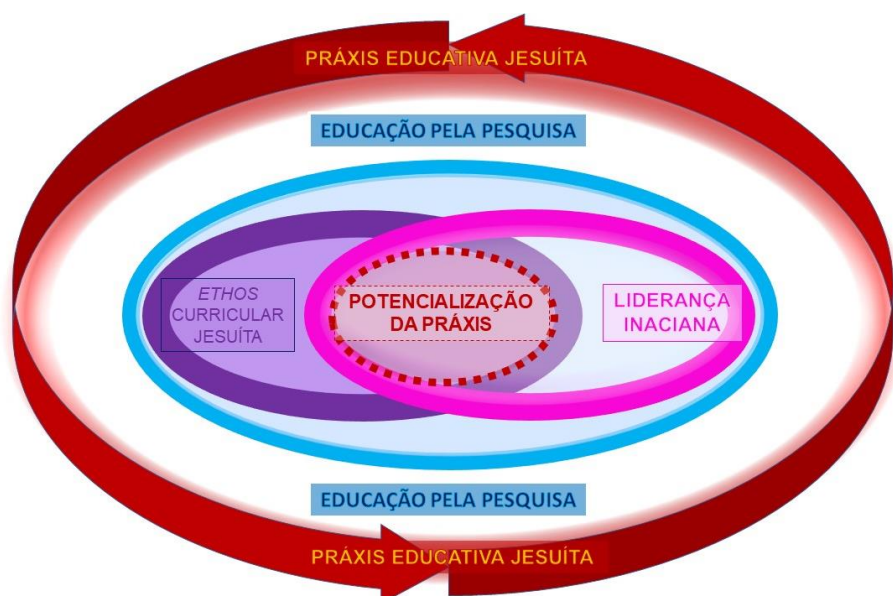 PRÁXIS EDUCATIVA JESUÍTA
EDUCAÇÃO PELA PESQUISA
ETHOS
CURRICULAR
JESUÍTA
POTENCIALIZAÇÃO
DA PRÁXIS
LIDERANÇA
INACIANA
EDUCAÇÃO PELA PESQUISA
PRÁXIS EDUCATIVA JESUÍTA